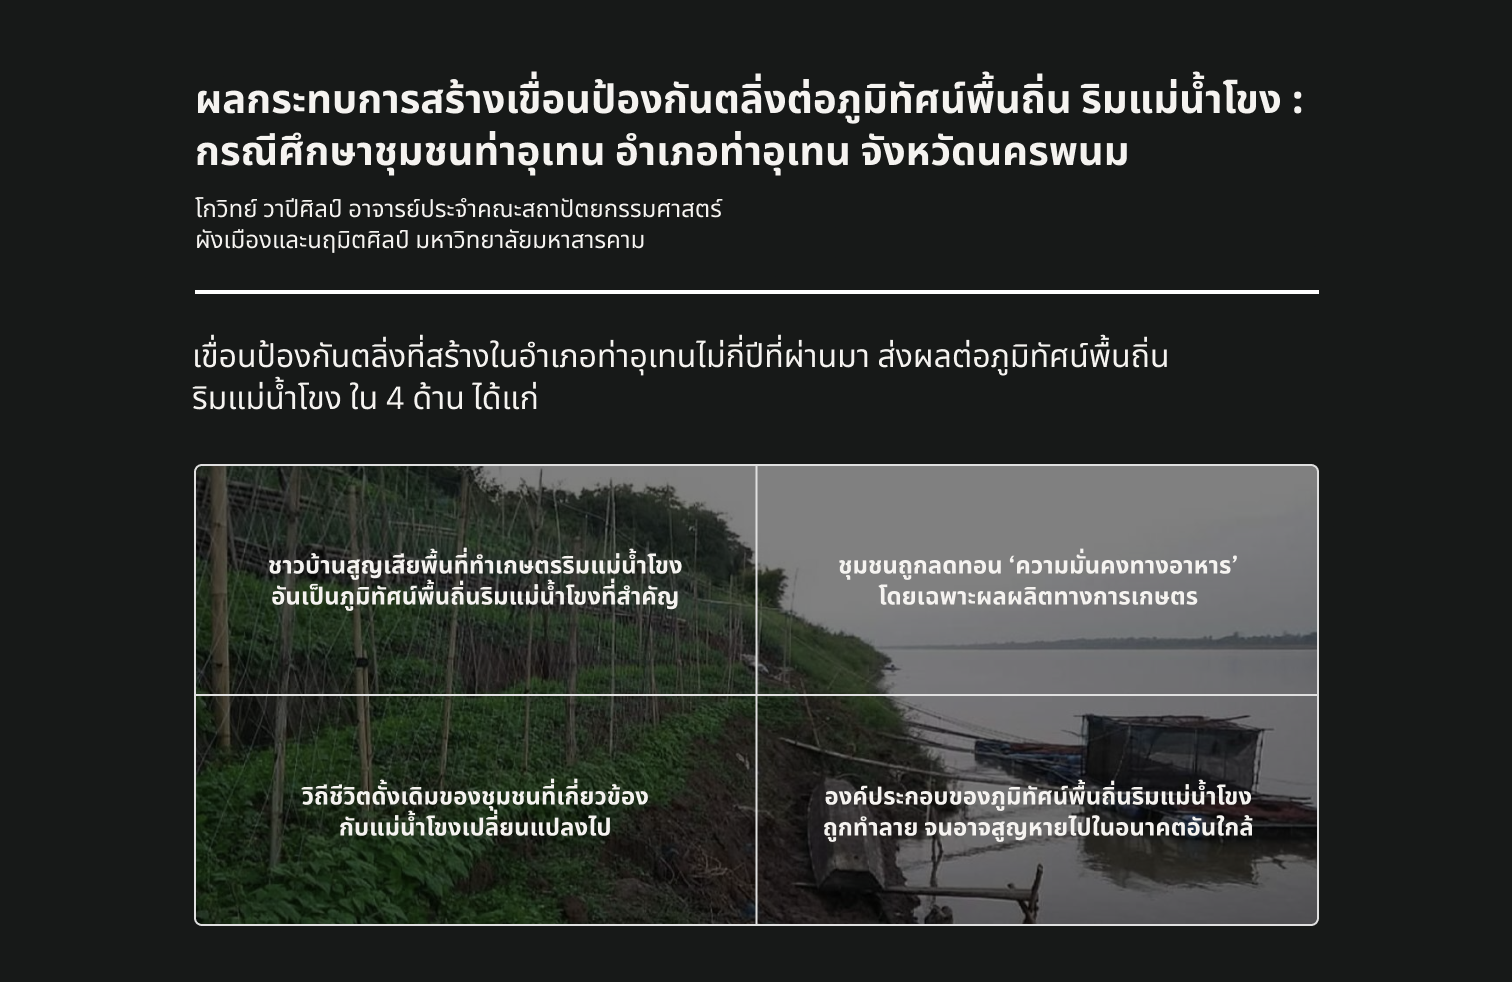 ผลกระทบการสร้างเขื่อนป้องกันตลิ่งต่อภูมิทัศน์พื้นถิ่น ริมแม่น้ำโขง :
กรณีศึกษาชุมชนท่าอุเทน อำเภอท่าอุเทน จังหวัดนครพนม
โกวิทย์ วาปีศิลป์ อาจารย์ประจำคณะสถาปัตยกรรมศาสตร์
ผังเมืองและนฤมิตศิลป์ มหาวิทยาลัยมหาสารคาม
เขื่อนป้องกันตลิ่งที่สร้างในอำเภอท่าอุเทนไม่กี่ปีที่ผ่านมา ส่งผลต่อภูมิทัศน์พื้นถิ่น
ริมแม่น้ำโขง ใน 4 ด้าน ได้แก่
ชาวบ้านสูญเสียพื้นที่ทำเกษตรริมแม่น้ำโขง
อันเป็นภูมิทัศน์พื้นถิ่นริมแม่น้ำโขงที่สำคัญ
ชุมชนถูกลดทอน ‘ความมั่นคงทางอาหาร’
โดยเฉพาะผลผลิตทางการเกษตร
วิถีชีวิตดั้งเดิมของชุมชนที่เกี่ยวข้อง
กับแม่น้ำโขงเปลี่ยนแปลงไป
องค์ประกอบของภูมิทัศน์พื้นถิ่นริมแม่น้ำโขง
ถูกทำลาย จนอาจสูญหายไปในอนาคตอันใกล้